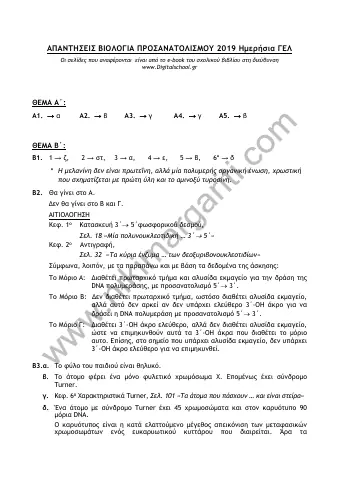 ΑΠΑΝΤΗΣΕΙΣ ΒΙΟΛΟΓΙΑ ΠΡΟΣΑΝΑΤΟΛΙΣΜΟΥ 2019 Ημερήσια ΓΕΛ
Οι σελίδες που αναφέρονται είναι από το e-book του σχολικού βιβλίου στη διεύθυνση
www.Digitalschool.gr
ΘΕΜΑ Α΄:
Α1. → α Α2. → Β Α3. → γ Α4. → γ Α5. → Β
ΘΕΜΑ Β΄:
Β1. 1 → ζ, 2 → στ, 3 → α, 4 → ε, 5 → Β, 6* → δ
* Η μελανίνη δεν είναι πρωτεΐνη, αλλά μία πολυμερής οργανική ένωση, χρωστική
που σχηματίζεται με πρώτη ύλη και το αμινοξύ τυροσίνη.
Β2. Θα γίνει στο Α.
Δεν θα γίνει στο Β και Γ.
ΑΙΤΙΟΛΟΓΗΣΗ
Κεφ. 1ο Κατασκευή 3΄→ 5΄φωσφορικού δεσμού,
Σελ. 18 «Μία πολυνουκλεοτιδική … 3΄→ 5΄»
Κεφ. 2ο Αντιγραφή,
Σελ. 32 «Τα κύρια ένζυμα … των δεοξυριβονουκλεοτιδίων»
Σύμφωνα, λοιπόν, με τα παραπάνω και με Βάση τα δεδομένα της άσκησης:
Το Μόριο Α: Διαθέτει πρωταρχικό τμήμα και αλυσίδα εκμαγείο, για την δράση της
DNA πολυμεράσης, με προσανατολισμό 5΄→ 3΄.
Το Μόριο Β: Δεν διαθέτει πρωταρχικό τμήμα, ωστόσο διαθέτει αλυσίδα εκμαγείο,
αλλά αυτό δεν αρκεί αν δεν υπάρχει ελεύθερο 3΄-ΟΗ άκρο για να
δράσει η DNA πολυμεράση με προσανατολισμό 5΄→ 3΄.
Το Μόριο Γ: Διαθέτει 3΄-ΟΗ άκρο ελεύθερο, αλλά δεν διαθέτει αλυσίδα εκμαγείο,
ώστε να επιμηκυνθούν αυτά τα 3΄-ΟΗ άκρα που διαθέτει το μόριο
αυτο. Επίσης, στο σημείο που υπάρχει αλυσίδα εκμαγείο, δεν υπάρχει
3΄-ΟΗ άκρο ελεύθερο για να επιμηκυνθεί.
Β3.α. Το φύλο του παιδιού είναι θηλυκό.
Β. Το άτομο φέρει ένα μόνο φυλετικό χρωμόσωμα Χ. Επομένως έχει σύνδρομο
Turner.
γ. Κεφ. 6ο Χαρακτηριστικά Turner, Σελ. 101 «Τα άτομα που πάσχουν … και είναι στείρα»
δ. Ένα άτομο με σύνδρομο Turner έχει 45 χρωμοσώματα και στον καρυότυπο 90
μόρια DNA.
Ο καρυότυπος είναι η κατά ελαττούμενο μέγεθος απεικόνιση των μεταφασικών
χρωμοσωμάτων ενός ευκαρυωτικού κυττάρου που διαιρείται. Άρα τα